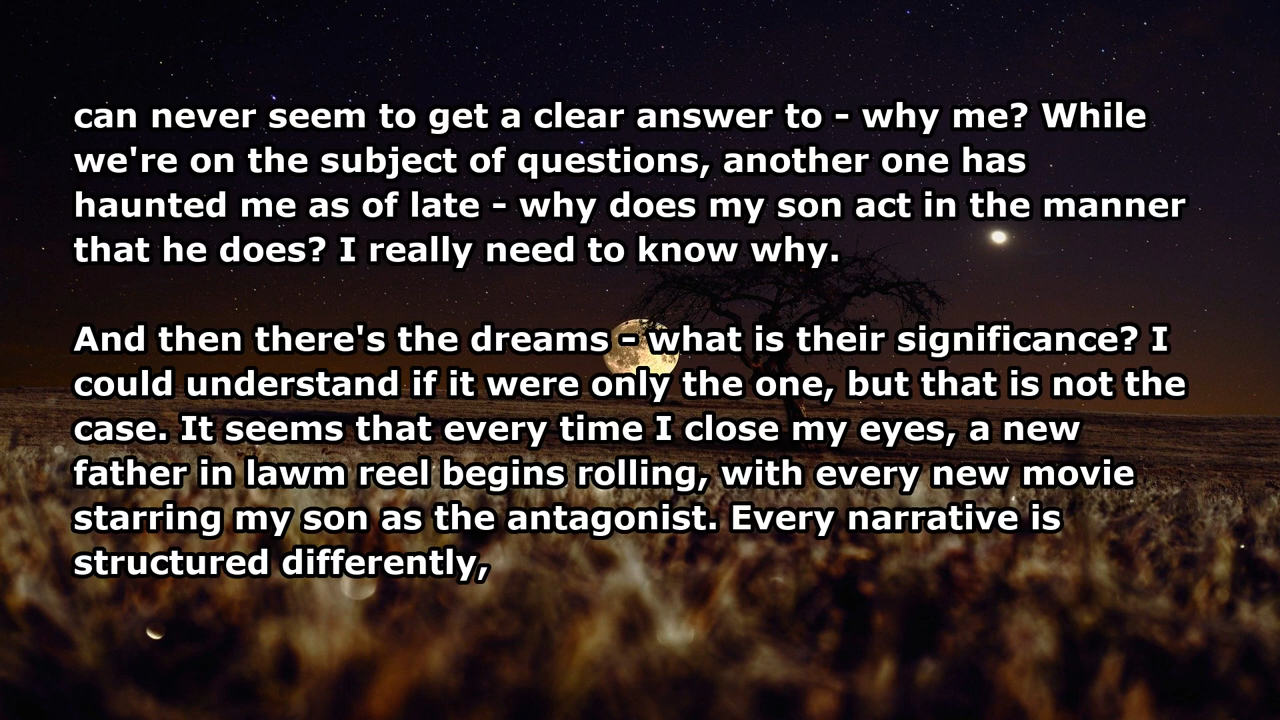 can never seem to get a clear answer to - why me? While
we're on the subject of questions, another one has
haunted me as of late - why does my son act in the manner
that he does? I really need to know why.
And then there's the dreams - what is their significance? I
could understand if it were only the one, but that is not the
case. It seems that every time I close my eyes, a new
father in lawm reel begins rolling, with every new movie
starring my son as the antagonist. Every narrative is
structured differently,